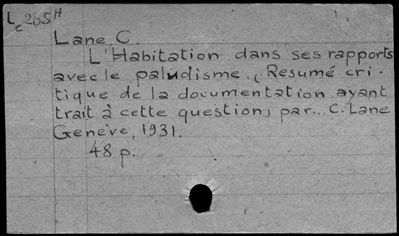 Lc 265H
Lane C.
L'Habitation dans ses rapports
avec le paludisme. (Resumé cri-
tique de la documentation ayant
trait à cette question, par... C. Lane
Genève, 1931.
48 p.